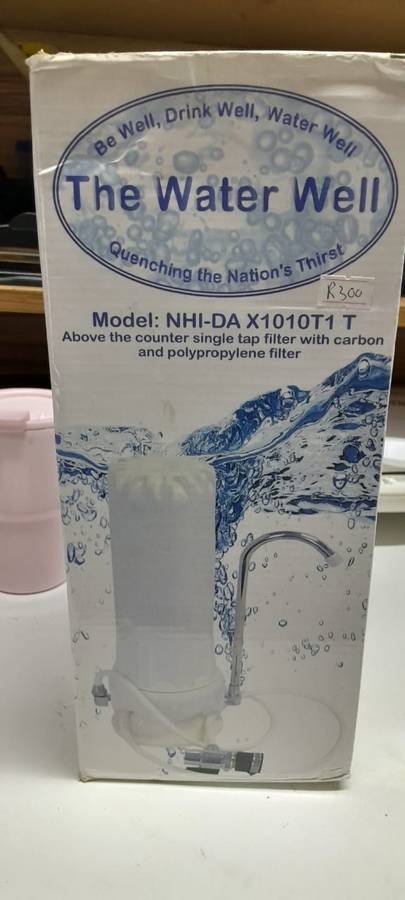 Be Well, Drink Well, Water Well
The Water Well
Quenching the Nation's Thirst
R300
Model: NHI-DA X1010T1 T
Above the counter single tap filter with carbon
and polypropylene filter